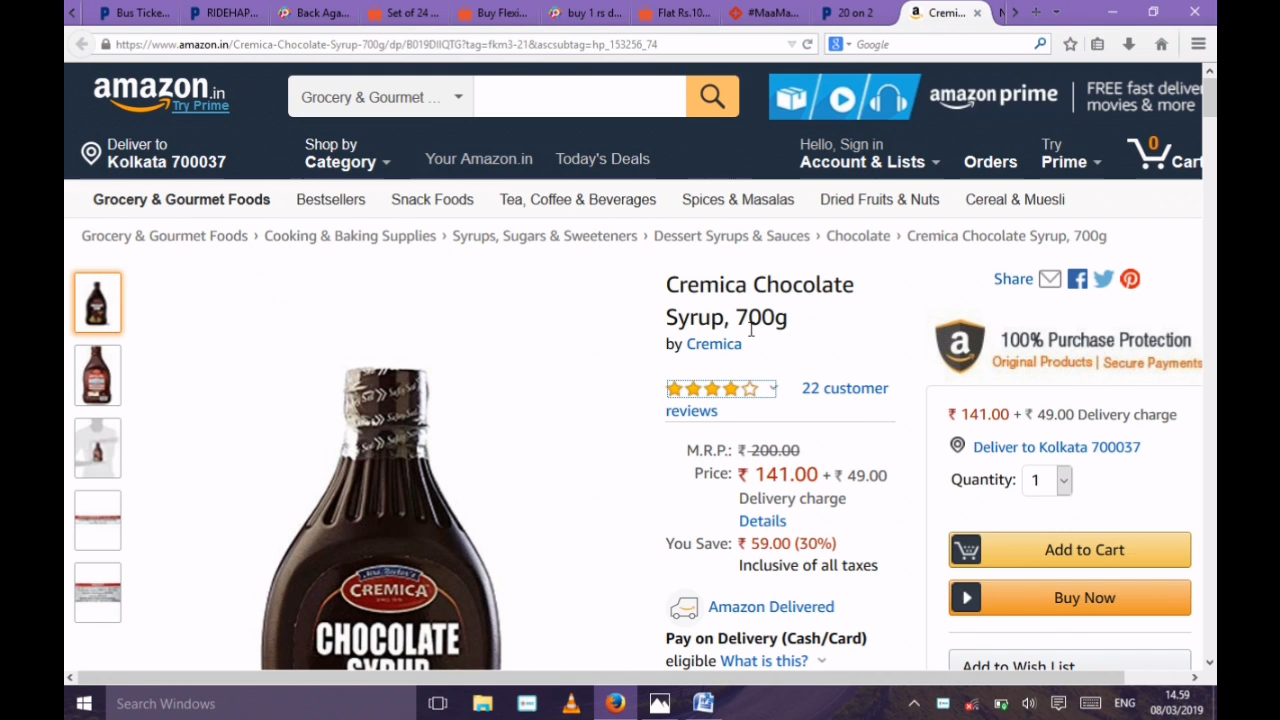 Bus Ticke...
RIDEHAP...
Back Aga...
Set of 24 ...
Buy Flexi...
buy 1 rs d...
Flat Rs.10...
#MaaMa...
20 on 2
Cremi...
https://www.amazon.in/Cremica-Chocolate-Syrup-700g/dp/B019DIIQTG?tag=fkm3-21&ascsubtag=hp_153256_74
Google
amazon.in
Try Prime
Grocery & Gourmet ...
amazon prime
FREE fast delive
movies & more
Deliver to
Kolkata 700037
Shop by
Category
Your Amazon.in
Today's Deals
Hello, Sign in
Account & Lists
Orders
Try
Prime
0
Cart
Grocery & Gourmet Foods
Bestsellers
Snack Foods
Tea, Coffee & Beverages
Spices & Masalas
Dried Fruits & Nuts
Cereal & Muesli
Grocery & Gourmet Foods › Cooking & Baking Supplies › Syrups, Sugars & Sweeteners › Dessert Syrups & Sauces › Chocolate › Cremica Chocolate Syrup, 700g
Cremica Chocolate
Syrup, 700g
by Cremica
22 customer
reviews
M.R.P.: ₹ 200.00
Price: ₹ 141.00 + ₹ 49.00
Delivery charge
Details
You Save: ₹ 59.00 (30%)
Inclusive of all taxes
Amazon Delivered
Pay on Delivery (Cash/Card)
eligible What is this?
Share
100% Purchase Protection
Original Products | Secure Payments
₹ 141.00 + ₹ 49.00 Delivery charge
Deliver to Kolkata 700037
Quantity: 1
Add to Cart
Buy Now
Add to Wish List
CREMICA
CHOCOLATE
SYRUP
Search Windows
ENG
14.59
08/03/2019